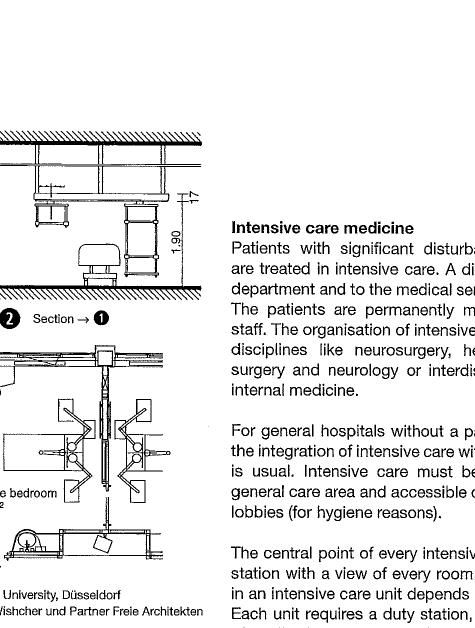 17
1.90
2 Section → 1
e bedroom
2
University, Düsseldorf
Wishcher und Partner Freie Architekten
Intensive care medicine
Patients with significant disturba
are treated in intensive care. A di
department and to the medical ser
The patients are permanently m
staff. The organisation of intensive
disciplines like neurosurgery, he
surgery and neurology or interdis
internal medicine.
For general hospitals without a pa
the integration of intensive care wit
is usual. Intensive care must be
general care area and accessible o
lobbies (for hygiene reasons).
The central point of every intensiv
station with a view of every room.
in an intensive care unit depends
Each unit requires a duty station,